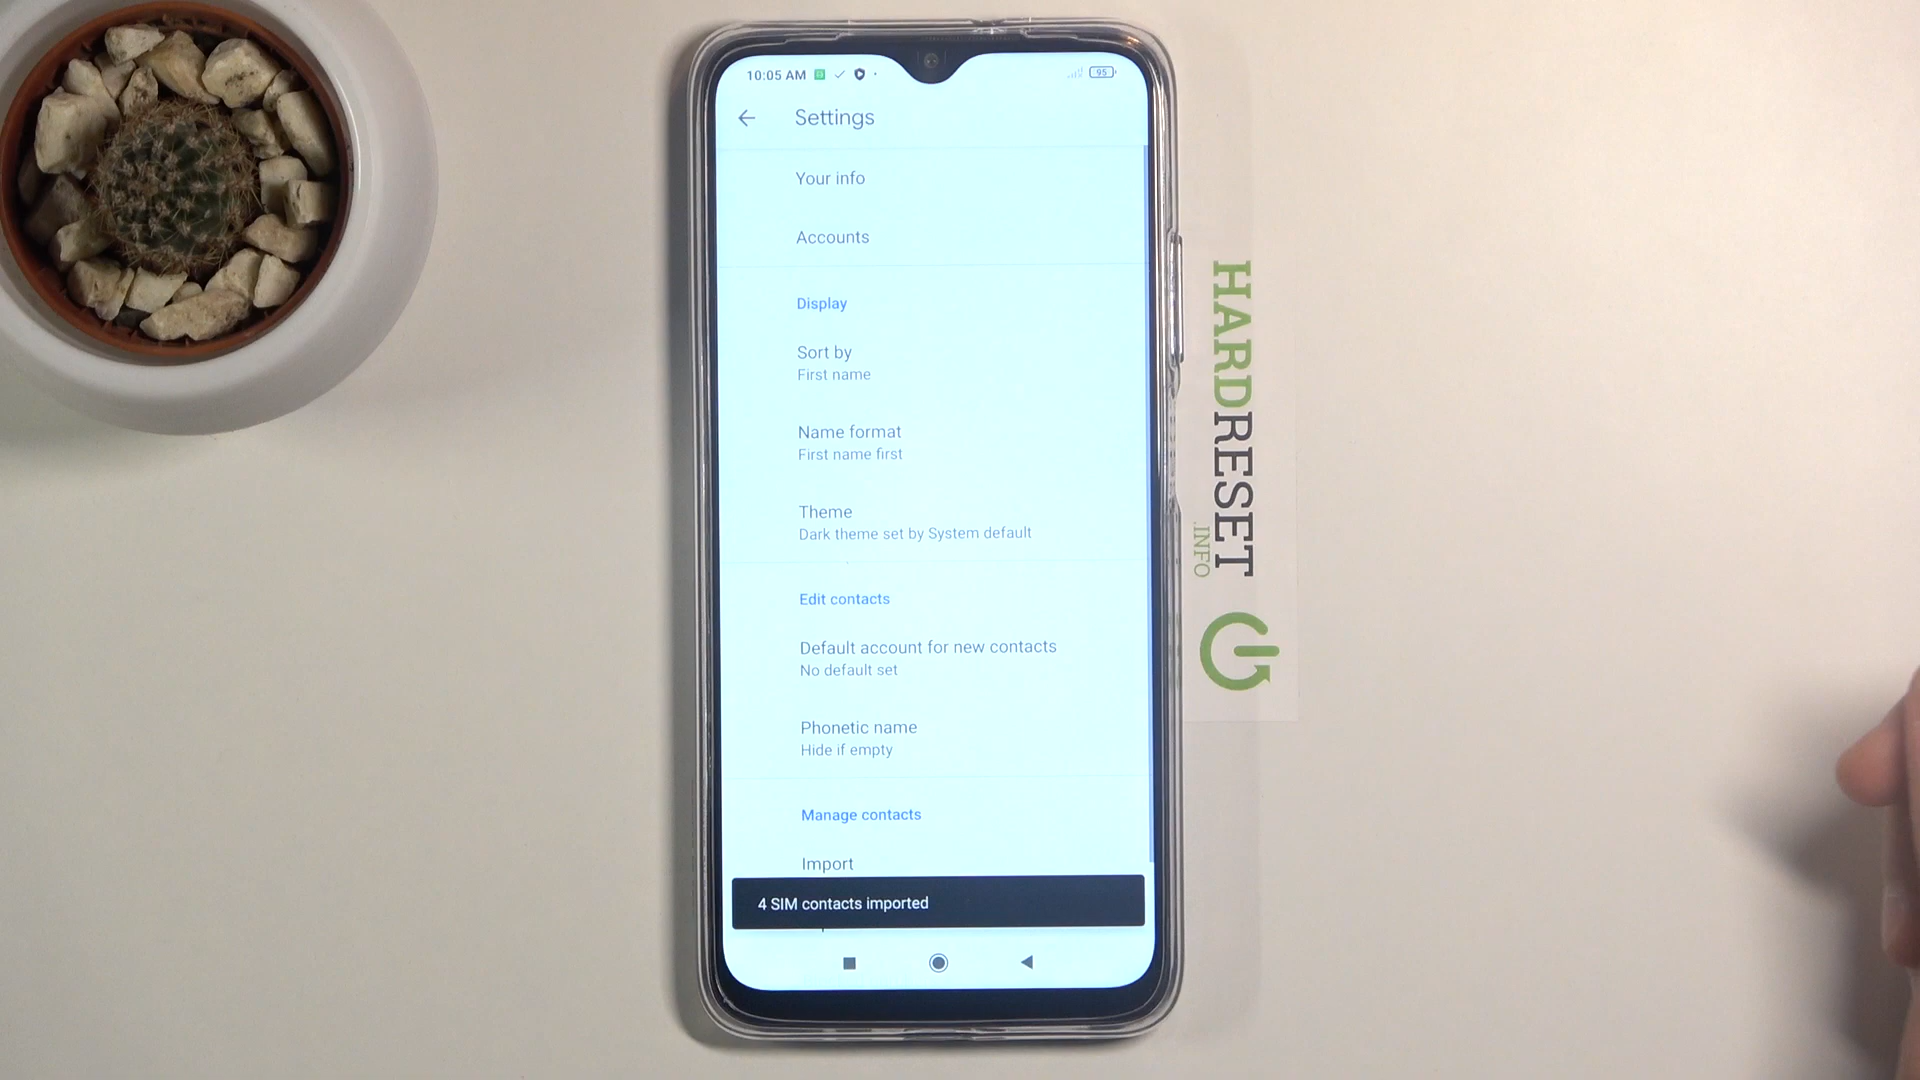 10:05 AM
95
Settings
Your info
Accounts
Display
Sort by
First name
Name format
First name first
Theme
Dark theme set by System default
Edit contacts
Default account for new contacts
No default set
Phonetic name
Hide if empty
Manage contacts
Import
4 SIM contacts imported
HARDRESET
.INFO